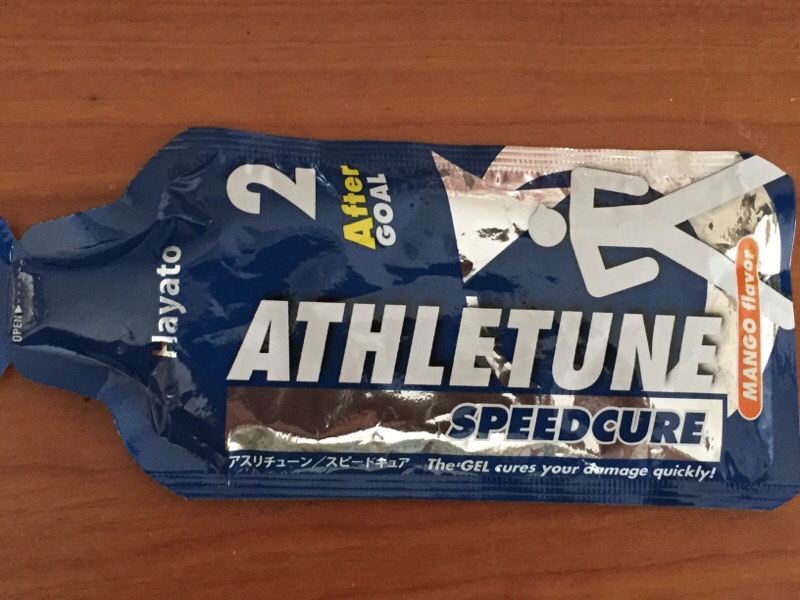 OPEN▶
Hayato
2
After
GOAL
ATHLETUNE
SPEEDCURE
アスリチューン／スピードキュア
The GEL cures your damage quickly!
MANGO flavor